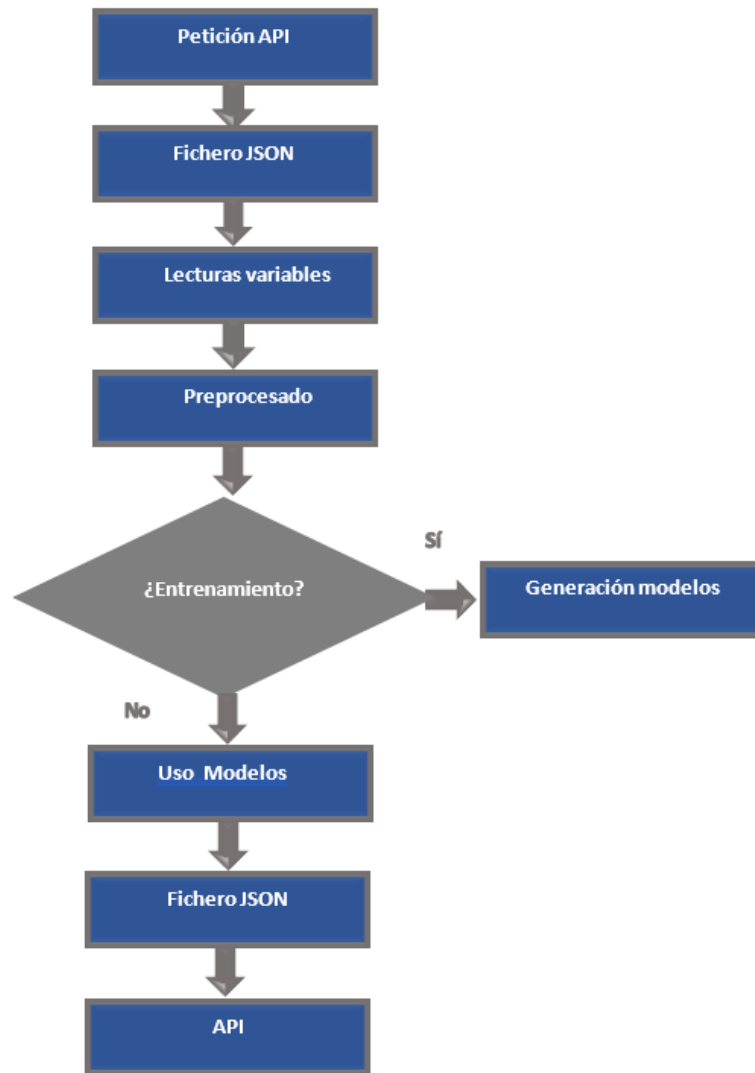 Petición API
Fichero JSON
Lecturas variables
Preprocesado
¿Entrenamiento?
Sí
Generación modelos
No
Uso Modelos
Fichero JSON
API